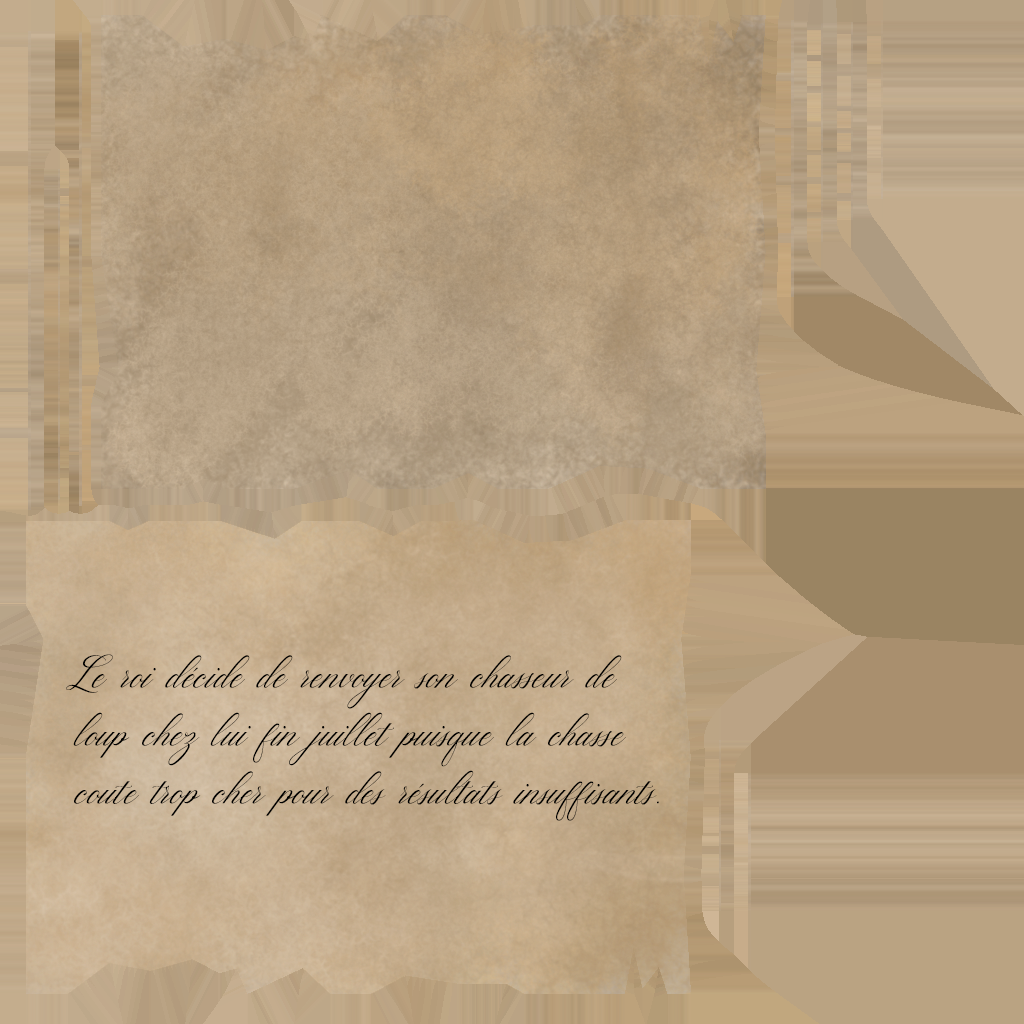 Le roi décide de renvoyer son chasseur de
loup chez lui fin juillet puisque la chasse
coute trop cher pour des résultats insuffisants.